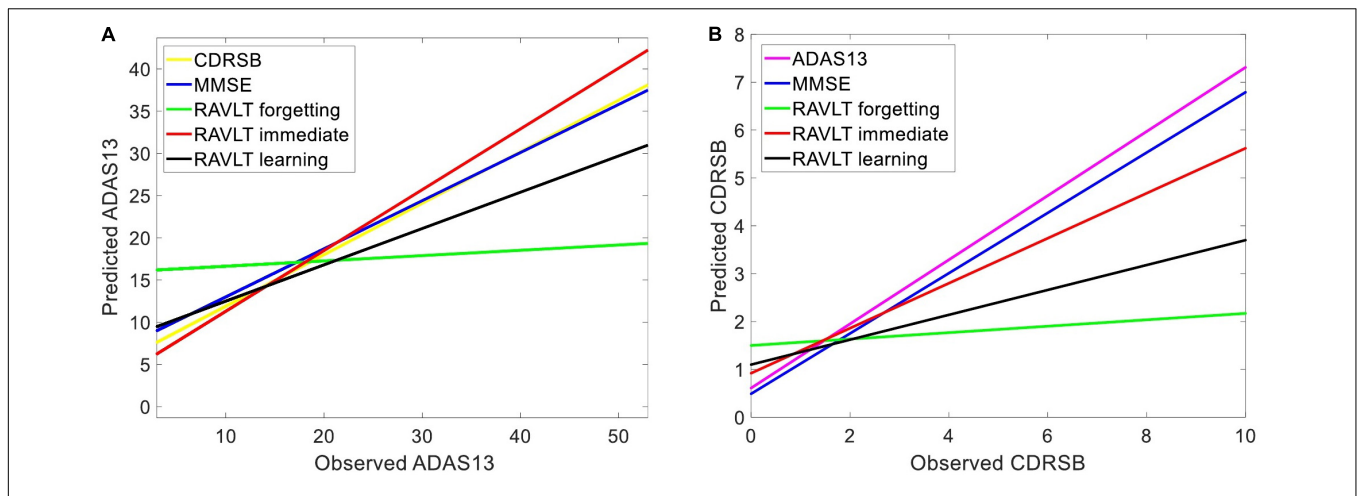 A
CDRSB
MMSE
RAVLT forgetting
RAVLT immediate
RAVLT learning
40
35
30
25
20
15
10
5
0
Predicted ADAS13
10
20
30
40
50
Observed ADAS13
B
ADAS13
MMSE
RAVLT forgetting
RAVLT immediate
RAVLT learning
8
7
6
5
4
3
2
1
0
Predicted CDRSB
0
2
4
6
8
10
Observed CDRSB